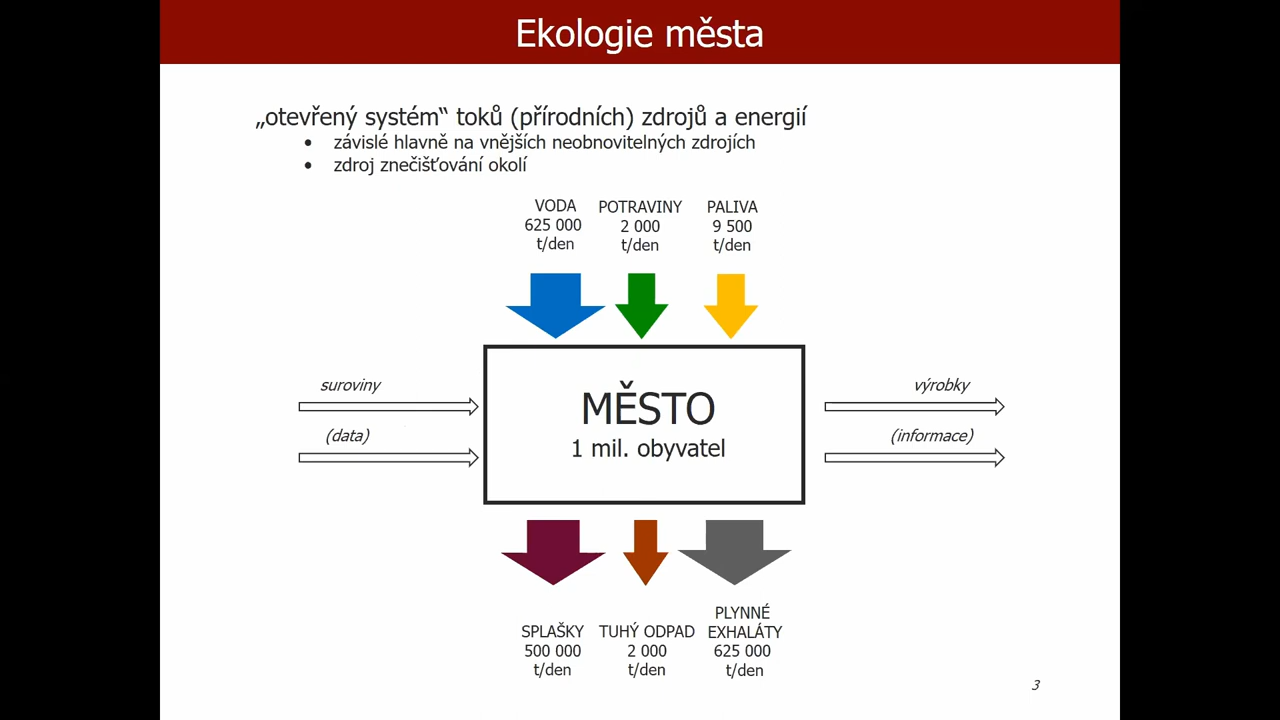 Ekologie města
„otevřený systém“ toků (přírodních) zdrojů a energií
• závislé hlavně na vnějších neobnovitelných zdrojích
• zdroj znečišťování okolí
VODA
625 000
t/den
POTRAVINY
2 000
t/den
PALIVA
9 500
t/den
suroviny
(data)
MĚSTO
1 mil. obyvatel
výrobky
(informace)
SPLAŠKY
500 000
t/den
TUHÝ ODPAD
2 000
t/den
PLYNNÉ
EXHALÁTY
625 000
t/den
3